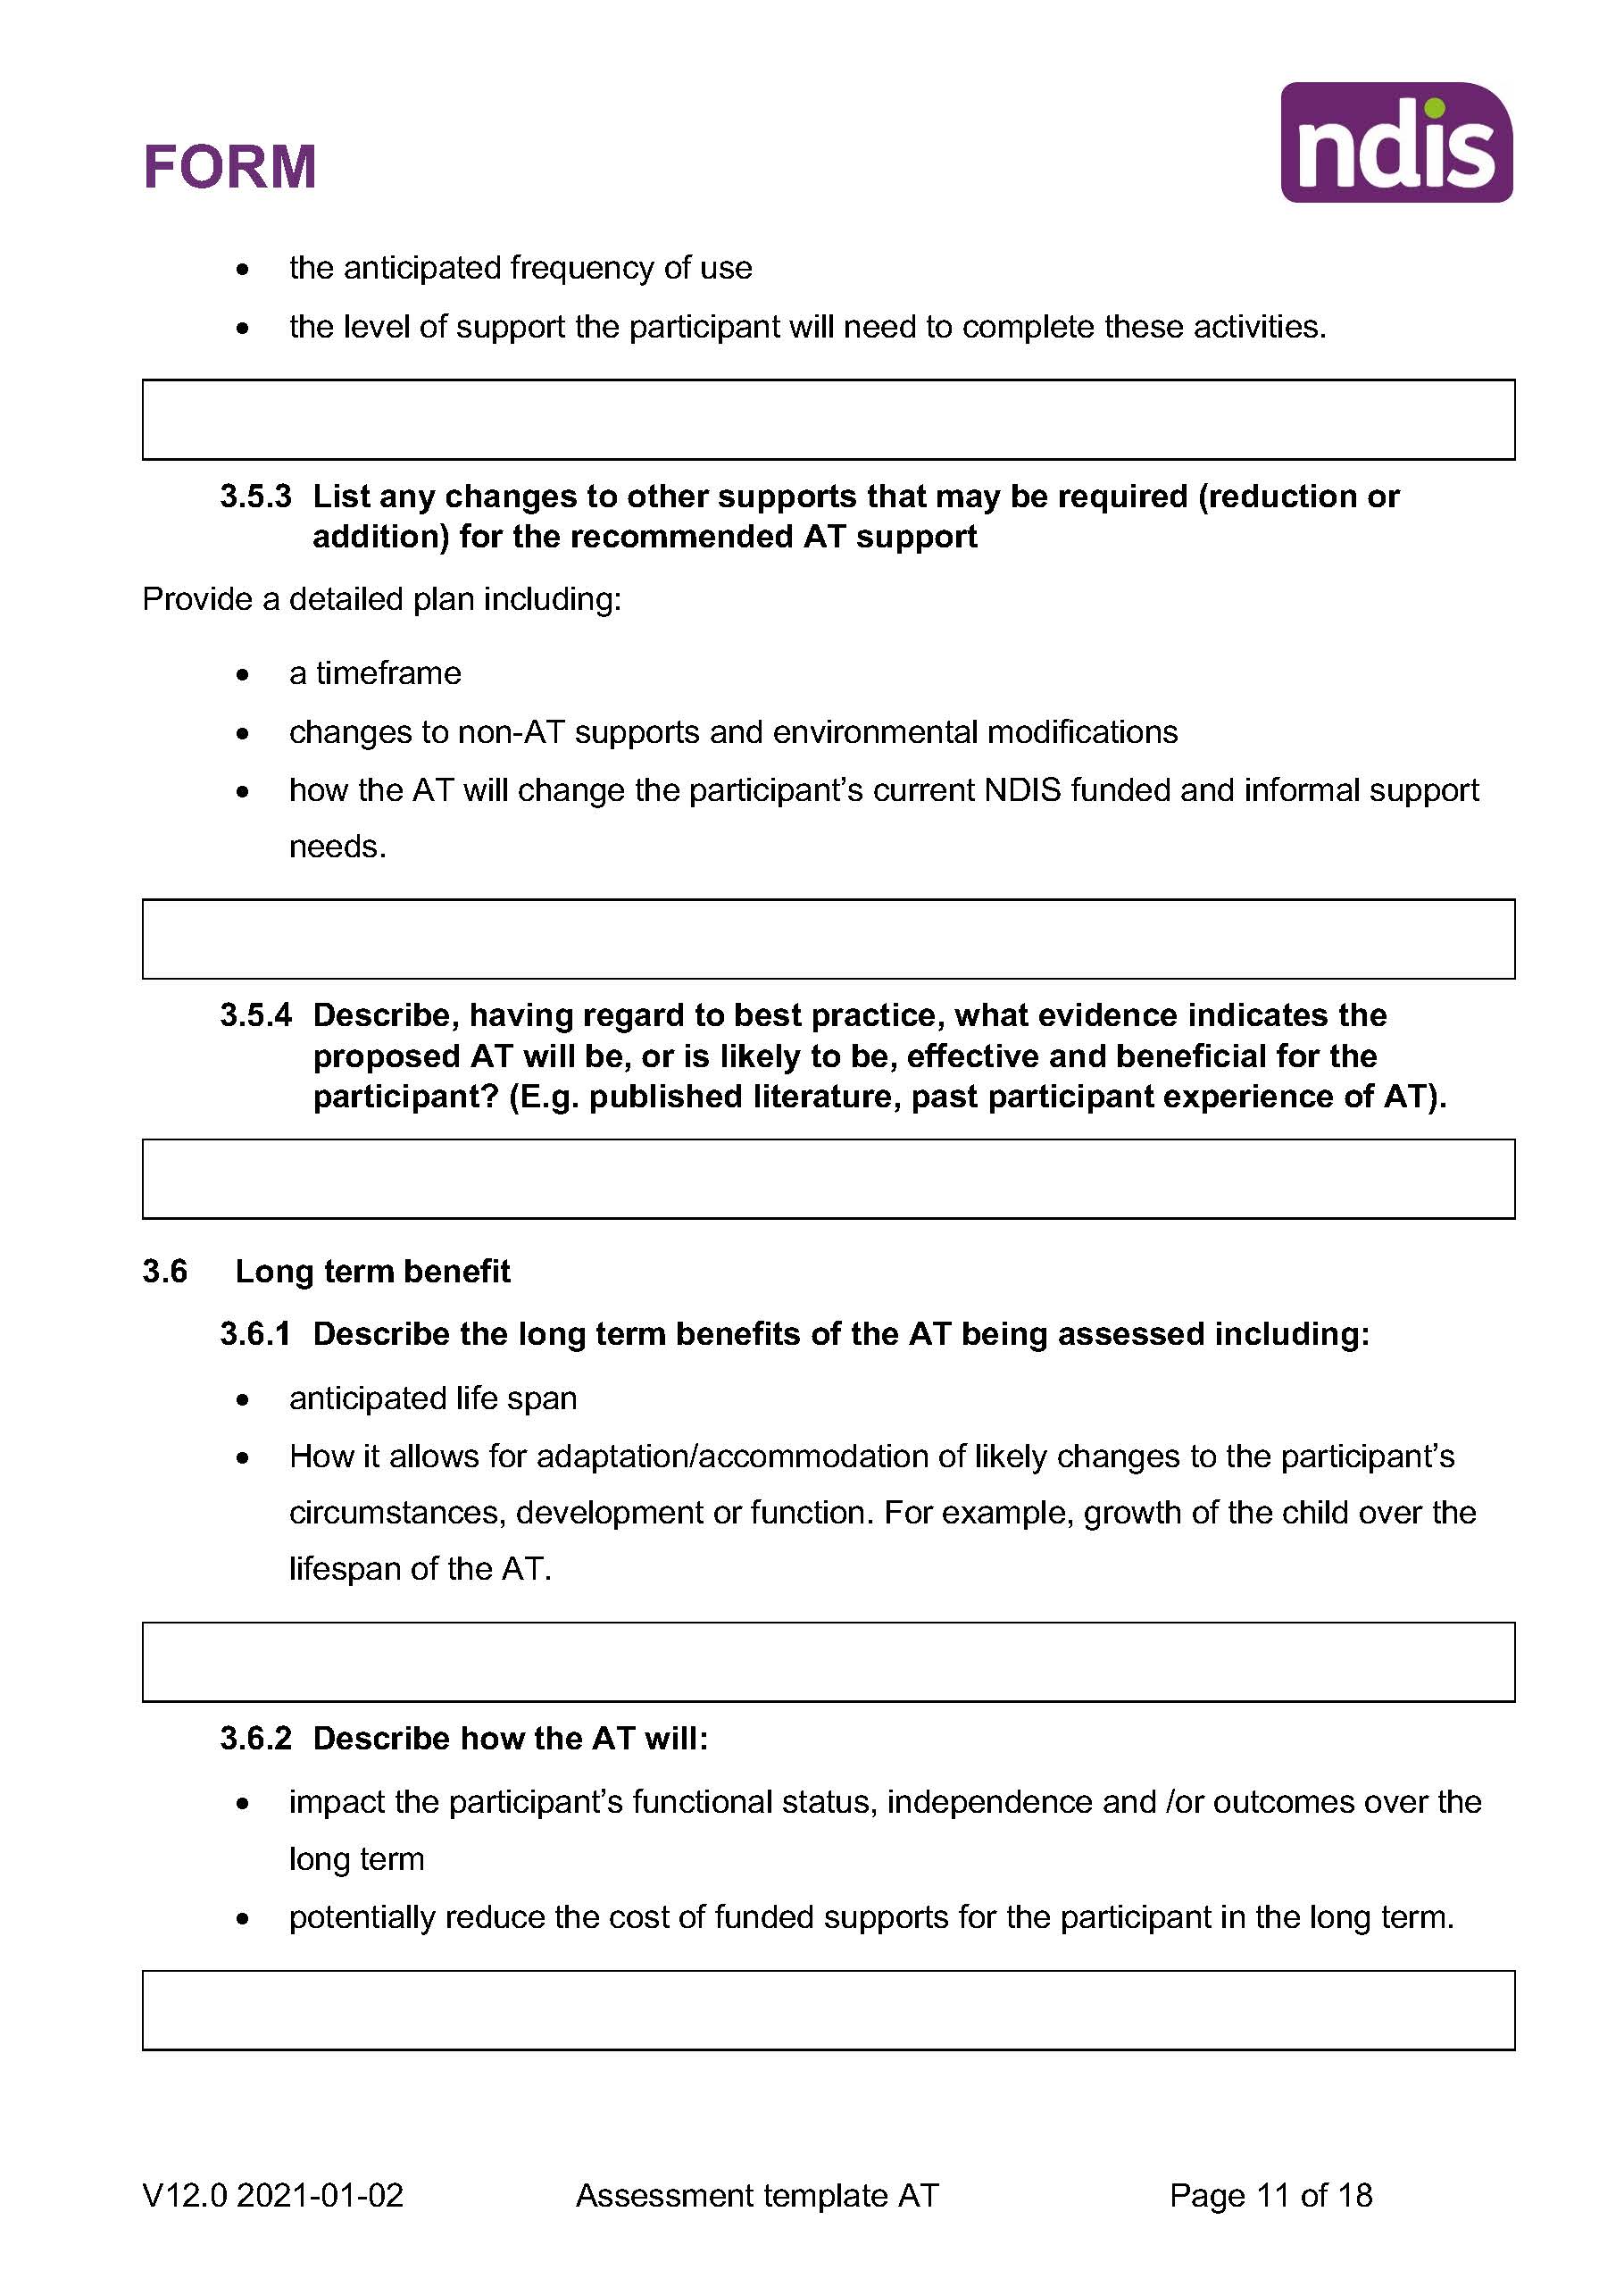 FORM
ndis
• the anticipated frequency of use
• the level of support the participant will need to complete these activities.
3.5.3 List any changes to other supports that may be required (reduction or
addition) for the recommended AT support
Provide a detailed plan including:
• a timeframe
• changes to non-AT supports and environmental modifications
• how the AT will change the participant’s current NDIS funded and informal support
needs.
3.5.4 Describe, having regard to best practice, what evidence indicates the
proposed AT will be, or is likely to be, effective and beneficial for the
participant? (E.g. published literature, past participant experience of AT).
3.6 Long term benefit
3.6.1 Describe the long term benefits of the AT being assessed including:
• anticipated life span
• How it allows for adaptation/accommodation of likely changes to the participant’s
circumstances, development or function. For example, growth of the child over the
lifespan of the AT.
3.6.2 Describe how the AT will:
• impact the participant’s functional status, independence and /or outcomes over the
long term
• potentially reduce the cost of funded supports for the participant in the long term.
V12.0 2021-01-02 Assessment template AT Page 11 of 18